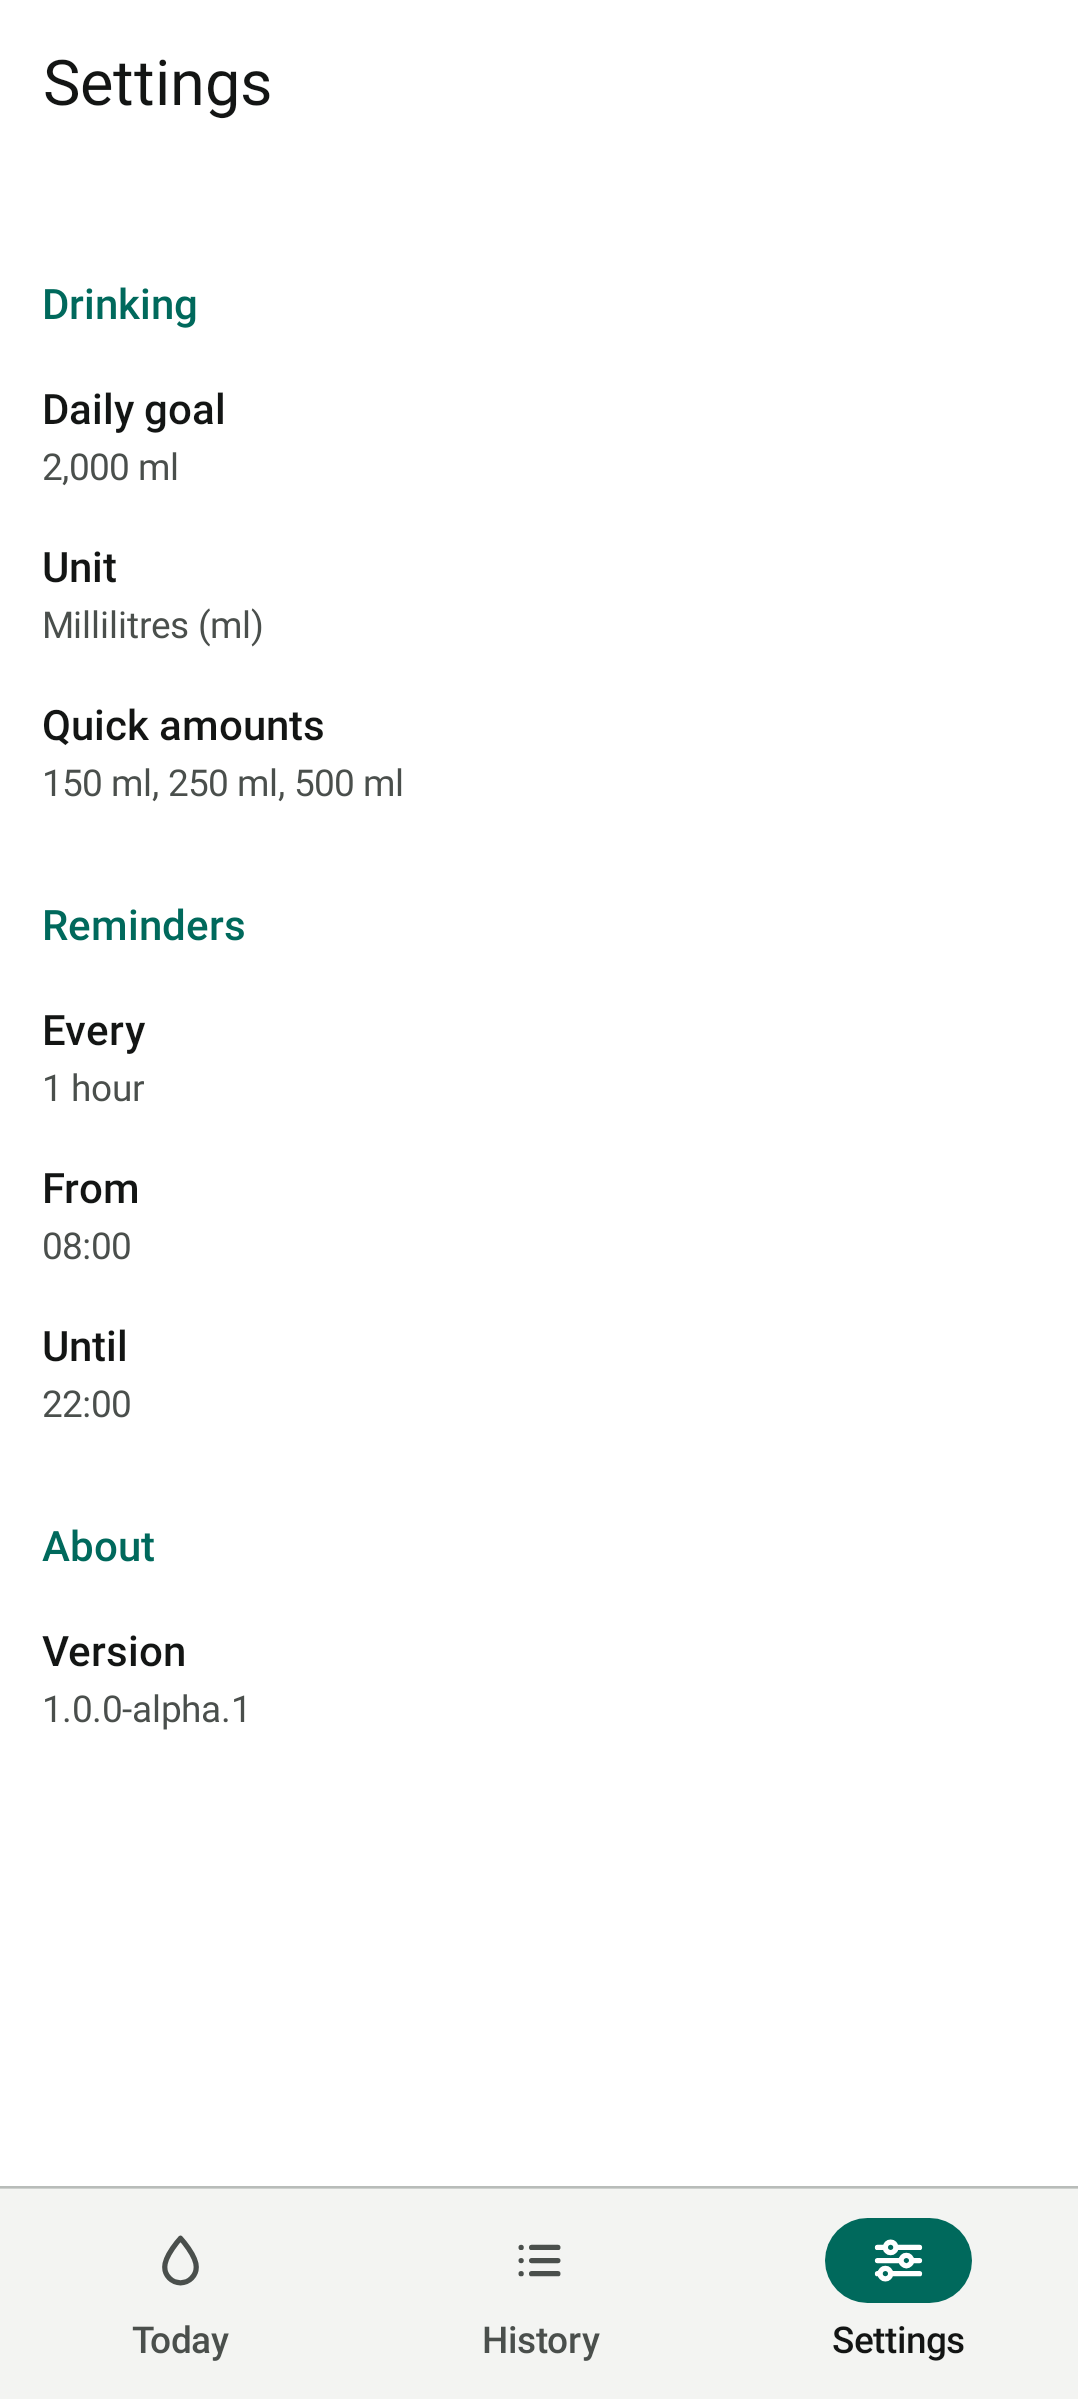 Settings
Drinking
Daily goal
2,000 ml
Unit
Millilitres (ml)
Quick amounts
150 ml, 250 ml, 500 ml
Reminders
Every
1 hour
From
08:00
Until
22:00
About
Version
1.0.0-alpha.1
Today
History
Settings